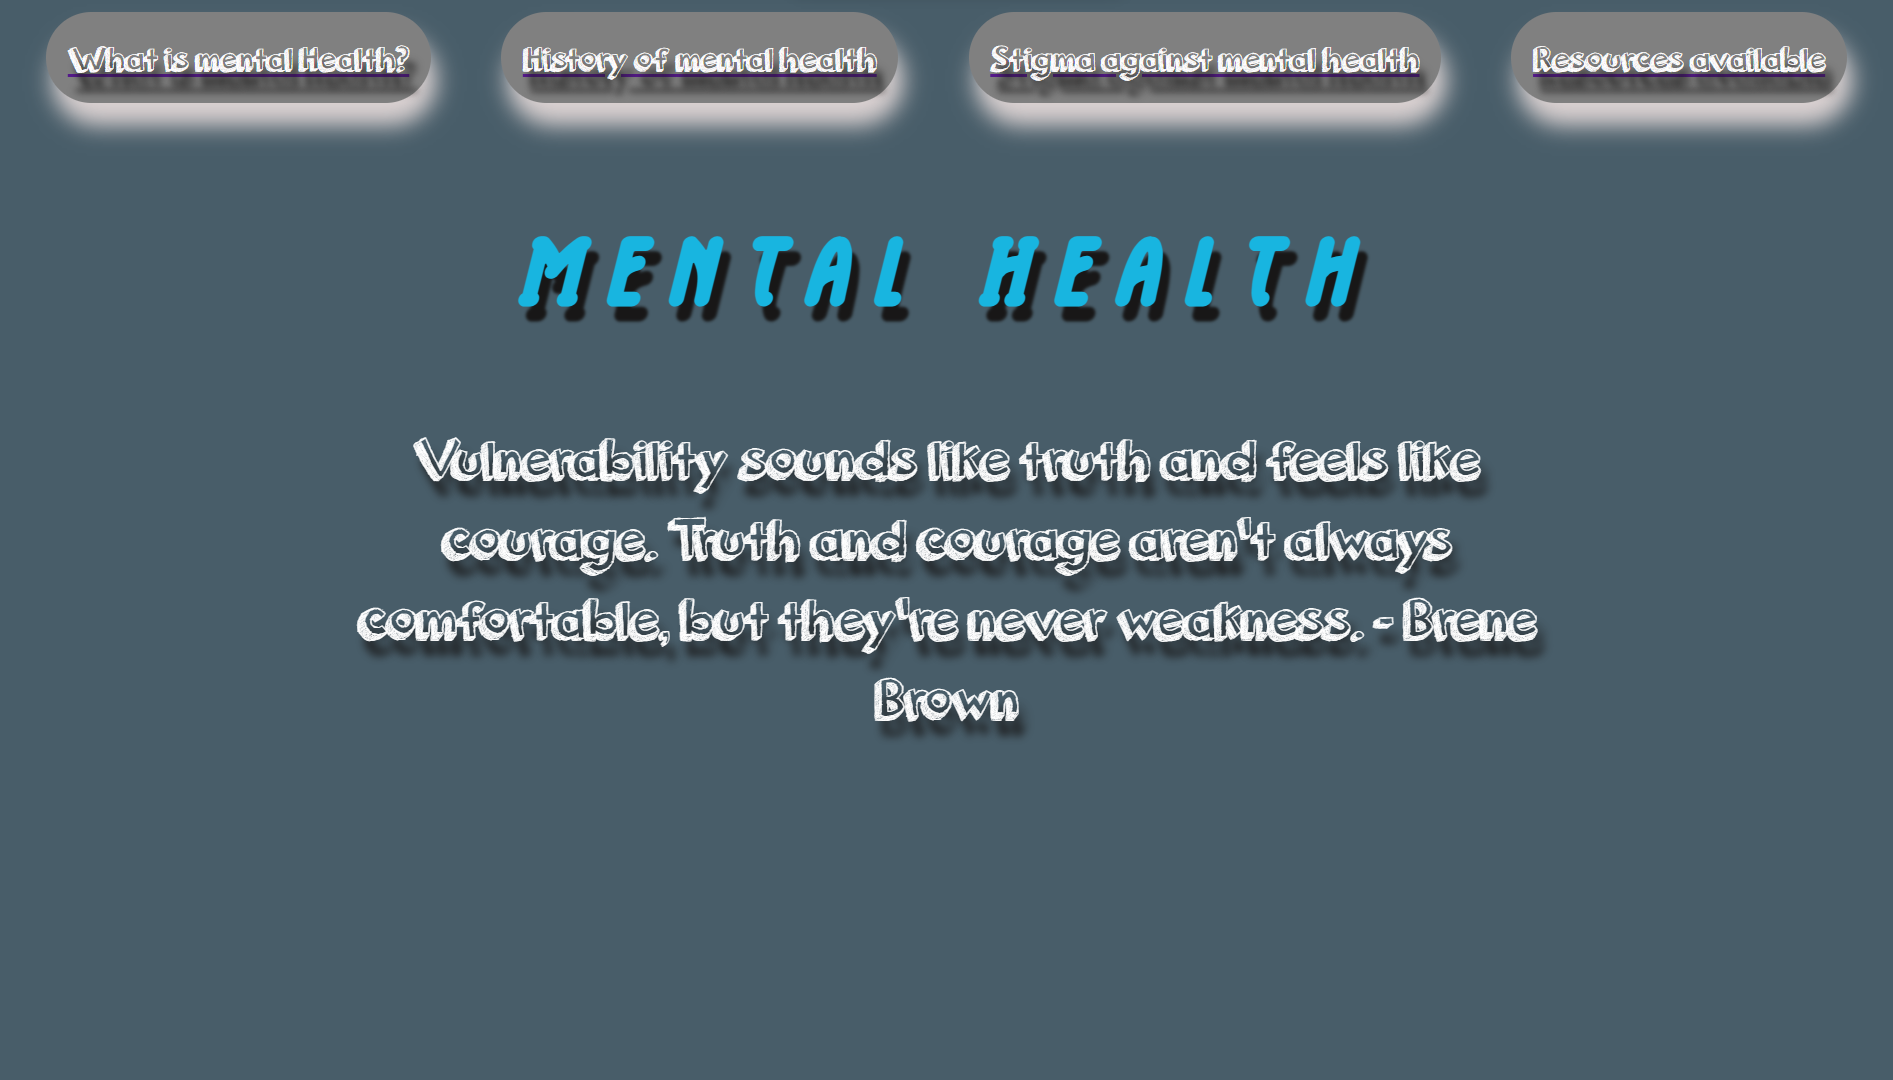 What is mental Health?
History of mental health
Stigma against mental health
Resources available
MENTAL HEALTH
Vulnerability sounds like truth and feels like
courage. Truth and courage aren't always
comfortable, but they're never weakness. - Brene
Brown